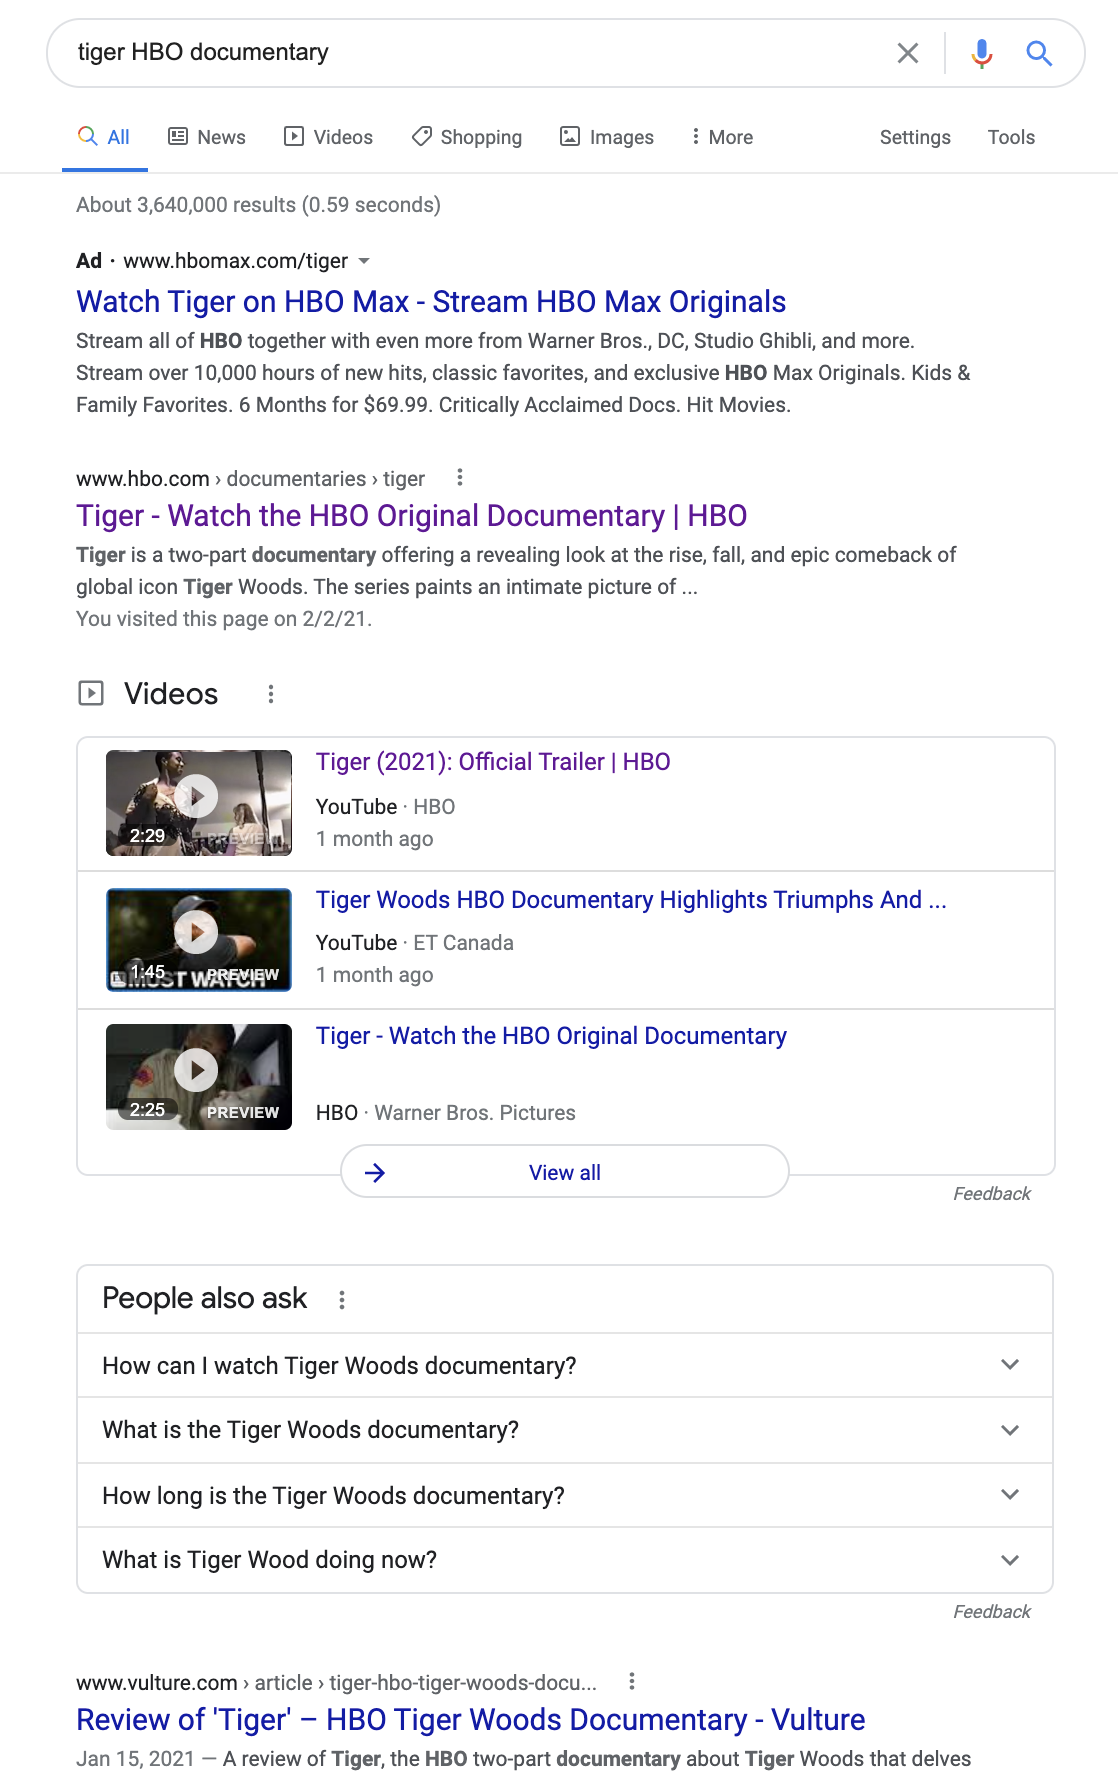 tiger HBO documentary
All News Videos Shopping Images More Settings Tools
About 3,640,000 results (0.59 seconds)
Ad · www.hbomax.com/tiger
Watch Tiger on HBO Max - Stream HBO Max Originals
Stream all of HBO together with even more from Warner Bros., DC, Studio Ghibli, and more.
Stream over 10,000 hours of new hits, classic favorites, and exclusive HBO Max Originals. Kids &
Family Favorites. 6 Months for $69.99. Critically Acclaimed Docs. Hit Movies.
www.hbo.com › documentaries › tiger
Tiger - Watch the HBO Original Documentary | HBO
Tiger is a two-part documentary offering a revealing look at the rise, fall, and epic comeback of
global icon Tiger Woods. The series paints an intimate picture of ...
You visited this page on 2/2/21.
Videos
Tiger (2021): Official Trailer | HBO
YouTube · HBO
1 month ago
2:29 PREVIEW
Tiger Woods HBO Documentary Highlights Triumphs And ...
YouTube · ET Canada
1 month ago
1:45 PREVIEW
MUST WATCH
Tiger - Watch the HBO Original Documentary
HBO · Warner Bros. Pictures
2:25 PREVIEW
View all
Feedback
People also ask
How can I watch Tiger Woods documentary?
What is the Tiger Woods documentary?
How long is the Tiger Woods documentary?
What is Tiger Wood doing now?
Feedback
www.vulture.com › article › tiger-hbo-tiger-woods-docu...
Review of 'Tiger' – HBO Tiger Woods Documentary - Vulture
Jan 15, 2021 — A review of Tiger, the HBO two-part documentary about Tiger Woods that delves